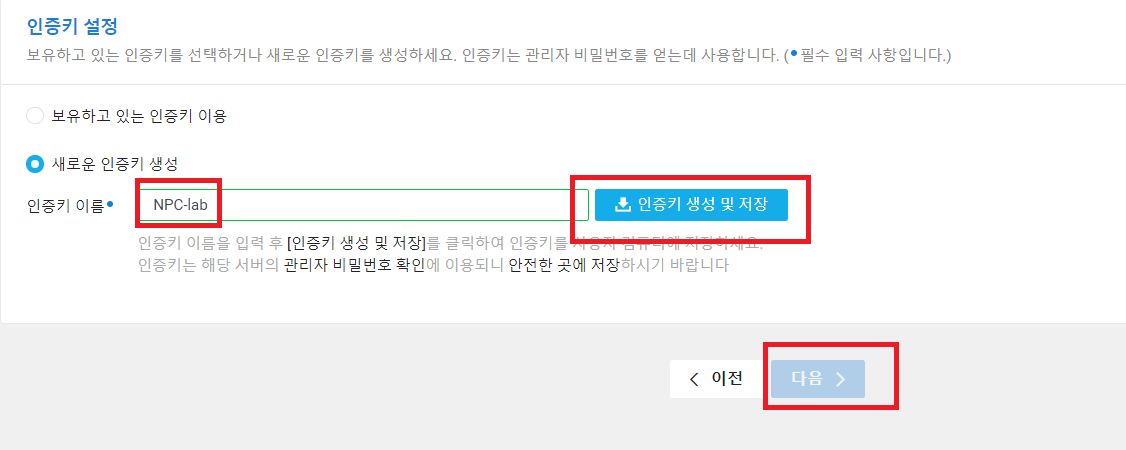 인증키 설정
보유하고 있는 인증키를 선택하거나 새로운 인증키를 생성하세요. 인증키는 관리자 비밀번호를 얻는데 사용합니다. (•필수 입력 사항입니다.)
보유하고 있는 인증키 이용
새로운 인증키 생성
인증키 이름• NPC-lab 인증키 생성 및 저장
인증키 이름을 입력 후 [인증키 생성 및 저장]를 클릭하여 인증키를 사용자 컴퓨터에 저장하세요.
인증키는 해당 서버의 관리자 비밀번호 확인에 이용되니 안전한 곳에 저장하시기 바랍니다
이전 다음